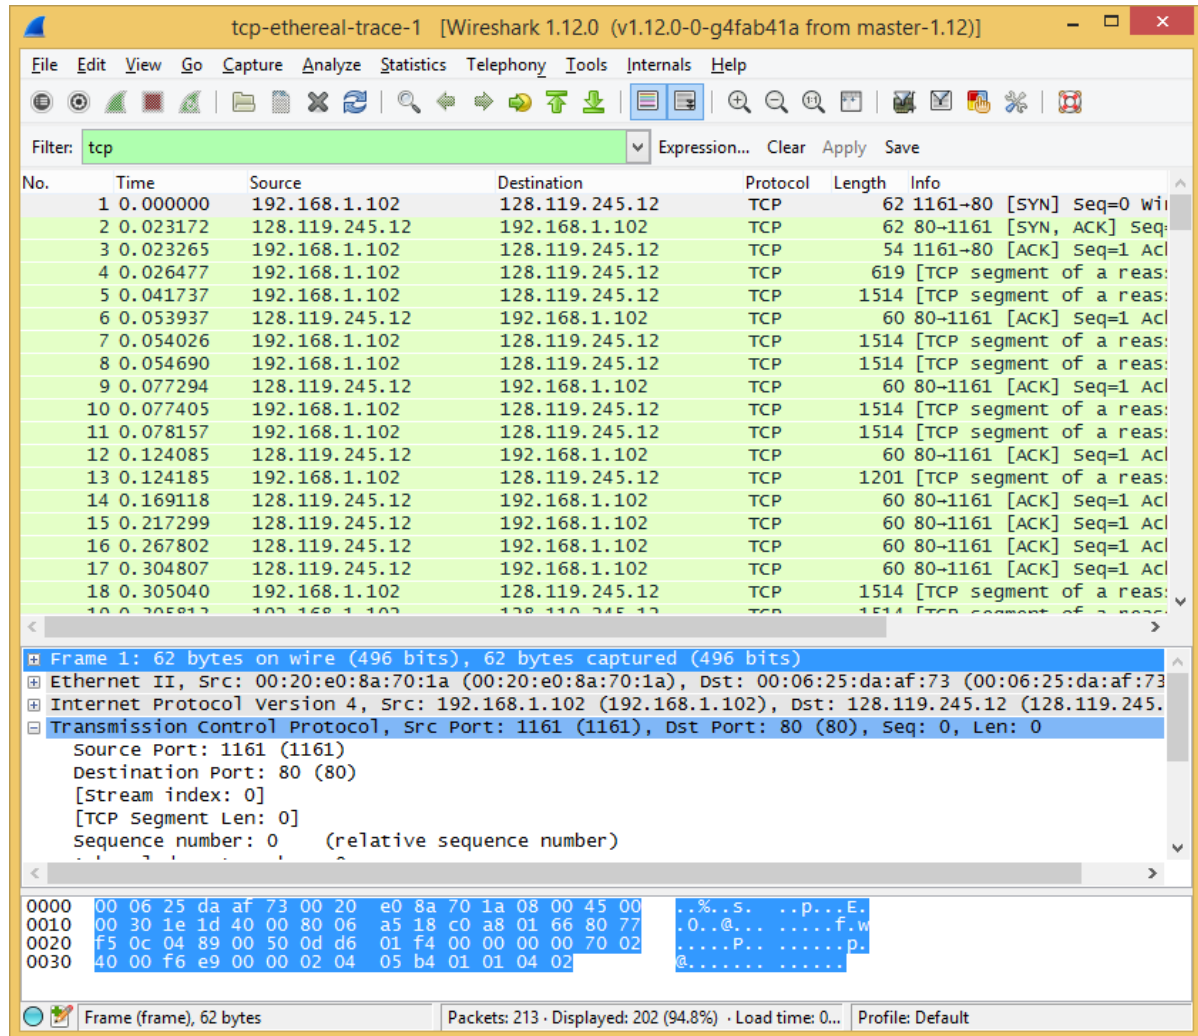 tcp-ethereal-trace-1 [Wireshark 1.12.0 (v1.12.0-0-g4fab41a from master-1.12)]
File Edit View Go Capture Analyze Statistics Telephony Tools Internals Help
Filter: tcp Expression... Clear Apply Save
No. Time Source Destination Protocol Length Info
1 0.000000 192.168.1.102 128.119.245.12 TCP 62 1161→80 [SYN] Seq=0 Wi
2 0.023172 128.119.245.12 192.168.1.102 TCP 62 80→1161 [SYN, ACK] Seq
3 0.023265 192.168.1.102 128.119.245.12 TCP 54 1161→80 [ACK] Seq=1 Ac
4 0.026477 192.168.1.102 128.119.245.12 TCP 619 [TCP segment of a reas
5 0.041737 192.168.1.102 128.119.245.12 TCP 1514 [TCP segment of a reas
6 0.053937 128.119.245.12 192.168.1.102 TCP 60 80→1161 [ACK] Seq=1 Ac
7 0.054026 192.168.1.102 128.119.245.12 TCP 1514 [TCP segment of a reas
8 0.054690 192.168.1.102 128.119.245.12 TCP 1514 [TCP segment of a reas
9 0.077294 128.119.245.12 192.168.1.102 TCP 60 80→1161 [ACK] Seq=1 Ac
10 0.077405 192.168.1.102 128.119.245.12 TCP 1514 [TCP segment of a reas
11 0.078157 192.168.1.102 128.119.245.12 TCP 1514 [TCP segment of a reas
12 0.124085 128.119.245.12 192.168.1.102 TCP 60 80→1161 [ACK] Seq=1 Ac
13 0.124185 192.168.1.102 128.119.245.12 TCP 1201 [TCP segment of a reas
14 0.169118 128.119.245.12 192.168.1.102 TCP 60 80→1161 [ACK] Seq=1 Ac
15 0.217299 128.119.245.12 192.168.1.102 TCP 60 80→1161 [ACK] Seq=1 Ac
16 0.267802 128.119.245.12 192.168.1.102 TCP 60 80→1161 [ACK] Seq=1 Ac
17 0.304807 128.119.245.12 192.168.1.102 TCP 60 80→1161 [ACK] Seq=1 Ac
18 0.305040 192.168.1.102 128.119.245.12 TCP 1514 [TCP segment of a reas
19 0.305813 192.168.1.102 128.119.245.12 TCP 1514 [TCP segment of a reas
Frame 1: 62 bytes on wire (496 bits), 62 bytes captured (496 bits)
Ethernet II, Src: 00:20:e0:8a:70:1a (00:20:e0:8a:70:1a), Dst: 00:06:25:da:af:73 (00:06:25:da:af:73
Internet Protocol Version 4, Src: 192.168.1.102 (192.168.1.102), Dst: 128.119.245.12 (128.119.245.
Transmission Control Protocol, Src Port: 1161 (1161), Dst Port: 80 (80), Seq: 0, Len: 0
Source Port: 1161 (1161)
Destination Port: 80 (80)
[Stream index: 0]
[TCP Segment Len: 0]
Sequence number: 0 (relative sequence number)
0000 00 06 25 da af 73 00 20 e0 8a 70 1a 08 00 45 00 ..%..s. ..p...E.
0010 00 30 1e 1d 40 00 80 06 a5 18 c0 a8 01 66 80 77 .0..@... .....f.w
0020 f5 0c 04 89 00 50 0d d6 01 f4 00 00 00 00 70 02 .....P.. ......p.
0030 40 00 f6 e9 00 00 02 04 05 b4 01 01 04 02 @....... ......
Frame (frame), 62 bytes Packets: 213 · Displayed: 202 (94.8%) · Load time: 0... Profile: Default